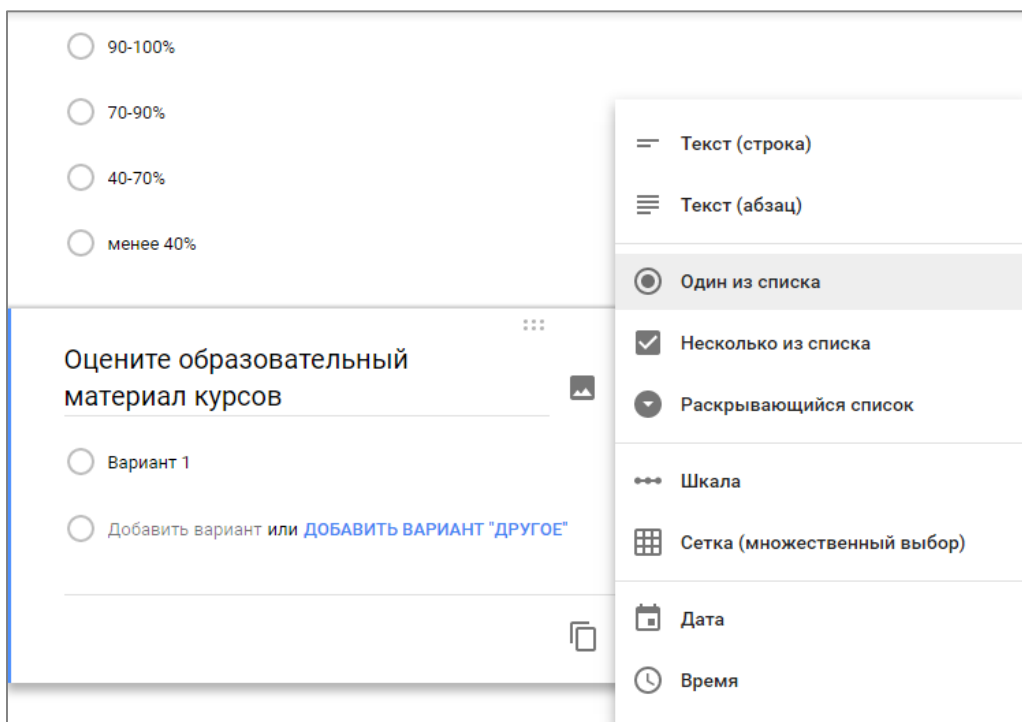 90-100%
70-90%
40-70%
менее 40%
Оцените образовательный
материал курсов
Вариант 1
Добавить вариант или ДОБАВИТЬ ВАРИАНТ "ДРУГОЕ"
Текст (строка)
Текст (абзац)
Один из списка
Несколько из списка
Раскрывающийся список
Шкала
Сетка (множественный выбор)
Дата
Время